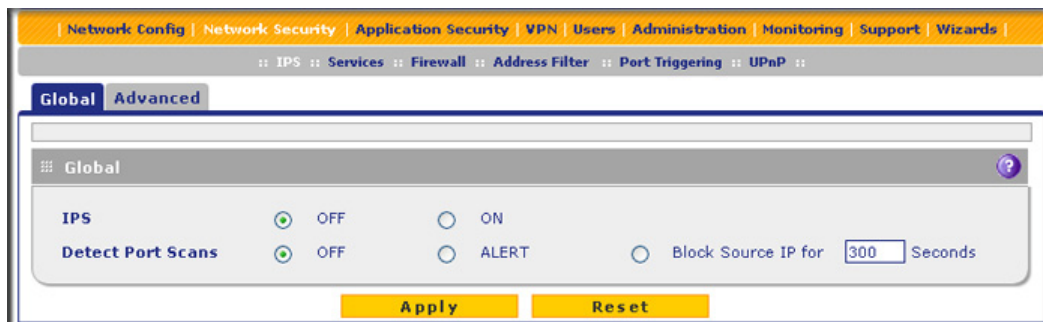 | Network Config | Network Security | Application Security | VPN | Users | Administration | Monitoring | Support | Wizards |
:: IPS :: Services :: Firewall :: Address Filter :: Port Triggering :: UPnP ::
Global Advanced
Global ?
IPS OFF ON
Detect Port Scans OFF ALERT Block Source IP for 300 Seconds
Apply Reset